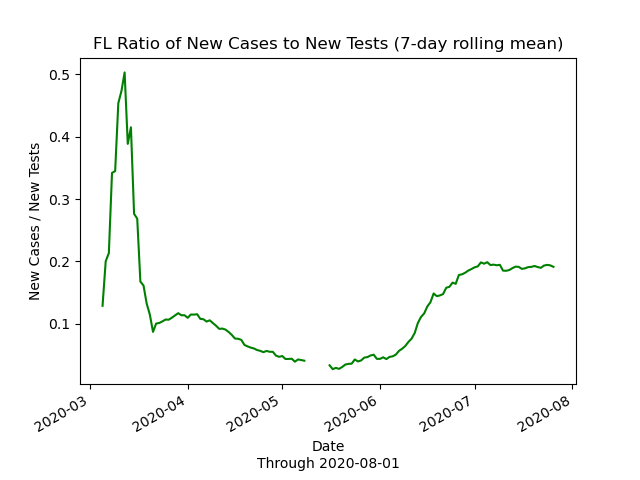 FL Ratio of New Cases to New Tests (7-day rolling mean)
New Cases / New Tests
0.5
0.4
0.3
0.2
0.1
2020-03
2020-04
2020-05
2020-06
2020-07
2020-08
Date
Through 2020-08-01